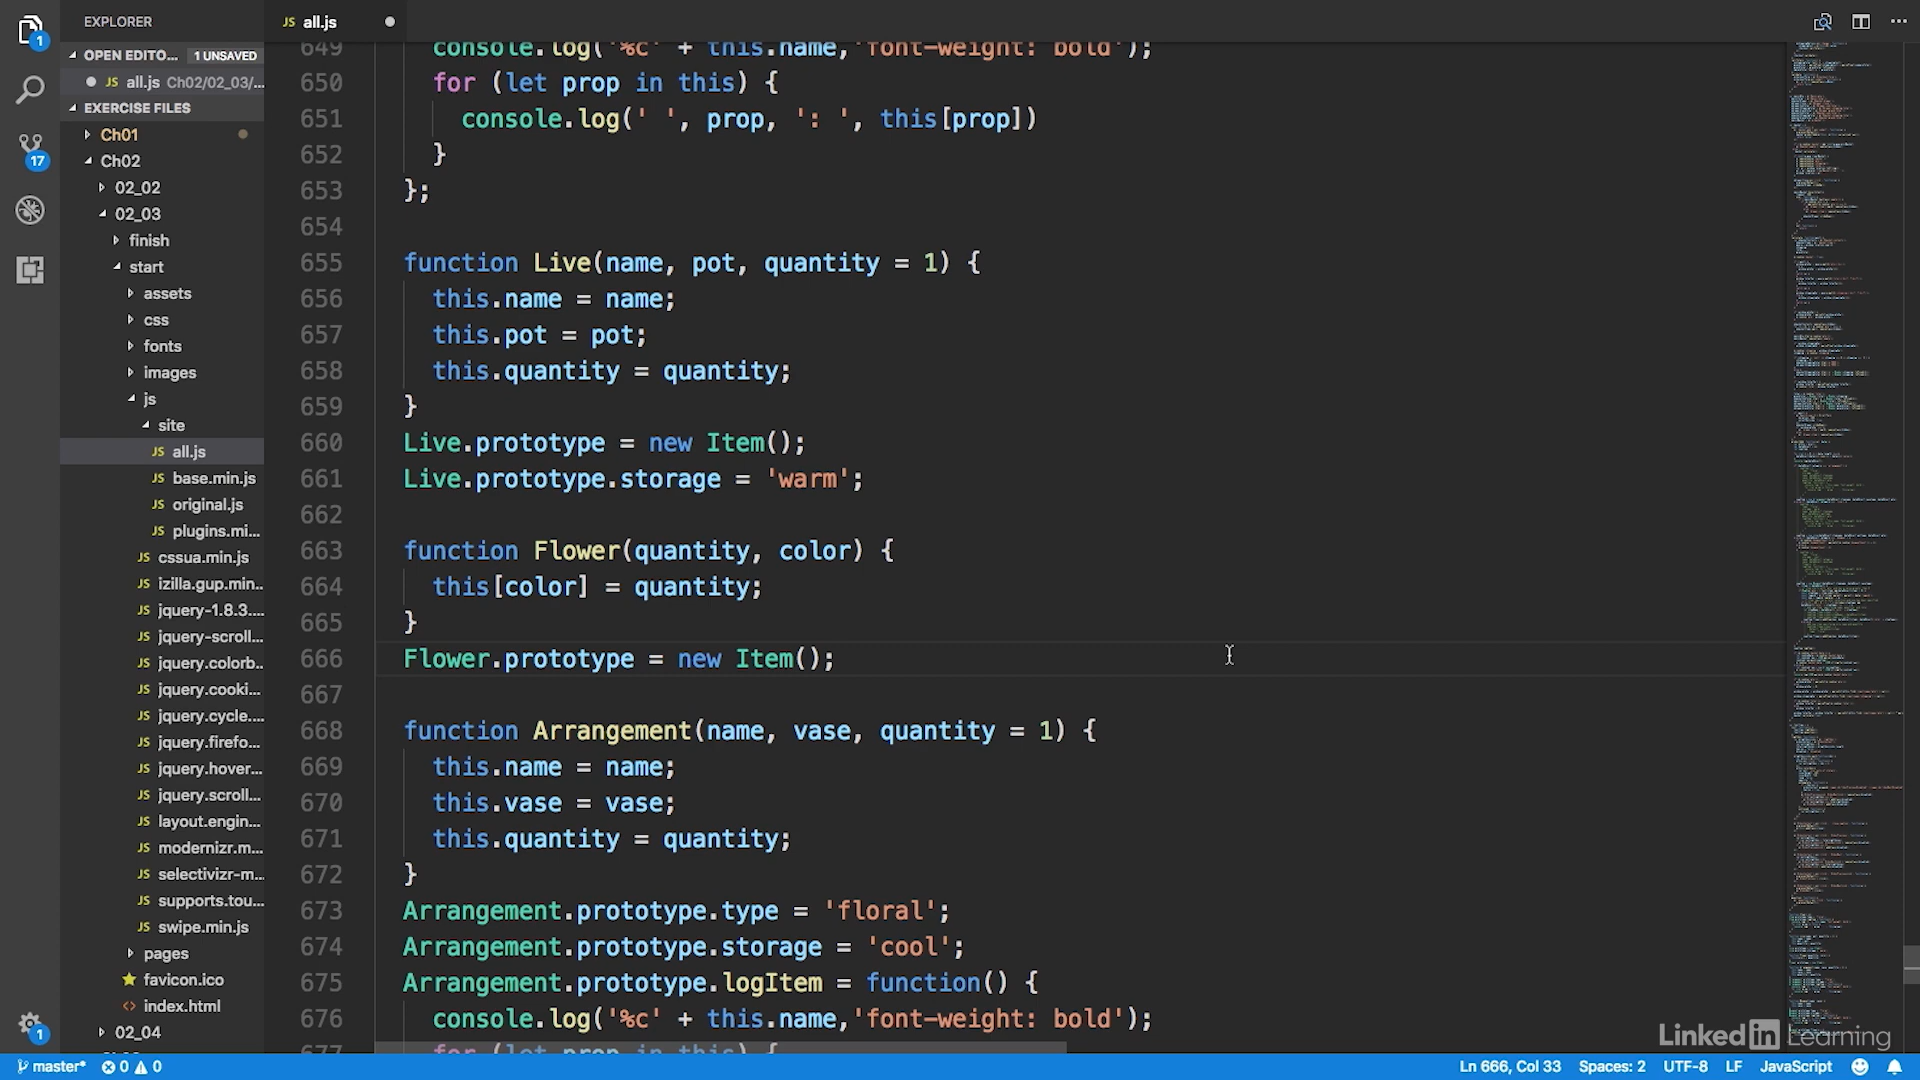 EXPLORER
OPEN EDITO... 1 UNSAVED
JS all.js Ch02/02_03/...
EXERCISE FILES
Ch01
Ch02
02_02
02_03
finish
start
assets
css
fonts
images
js
site
JS all.js
JS base.min.js
JS original.js
JS plugins.mi...
JS cssua.min.js
JS izilla.gup.min...
JS jquery-1.8.3....
JS jquery-scroll...
JS jquery.colorb...
JS jquery.cooki...
JS jquery.cycle....
JS jquery.firefo...
JS jquery.hover...
JS jquery.scroll...
JS layout.engin...
JS modernizr.m...
JS selectivizr-m...
JS supports.tou...
JS swipe.min.js
pages
favicon.ico
<> index.html
02_04
1
17
1
JS all.js
649 console.log('%c' + this.name,'font-weight: bold');
650 for (let prop in this) {
651 console.log(' ', prop, ': ', this[prop])
652 }
653 };
654
655 function Live(name, pot, quantity = 1) {
656 this.name = name;
657 this.pot = pot;
658 this.quantity = quantity;
659 }
660 Live.prototype = new Item();
661 Live.prototype.storage = 'warm';
662
663 function Flower(quantity, color) {
664 this[color] = quantity;
665 }
666 Flower.prototype = new Item();
667
668 function Arrangement(name, vase, quantity = 1) {
669 this.name = name;
670 this.vase = vase;
671 this.quantity = quantity;
672 }
673 Arrangement.prototype.type = 'floral';
674 Arrangement.prototype.storage = 'cool';
675 Arrangement.prototype.logItem = function() {
676 console.log('%c' + this.name,'font-weight: bold');
677 for (let prop in this) {
LinkedIn Learning
master* 0 0
Ln 666, Col 33 Spaces: 2 UTF-8 LF JavaScript